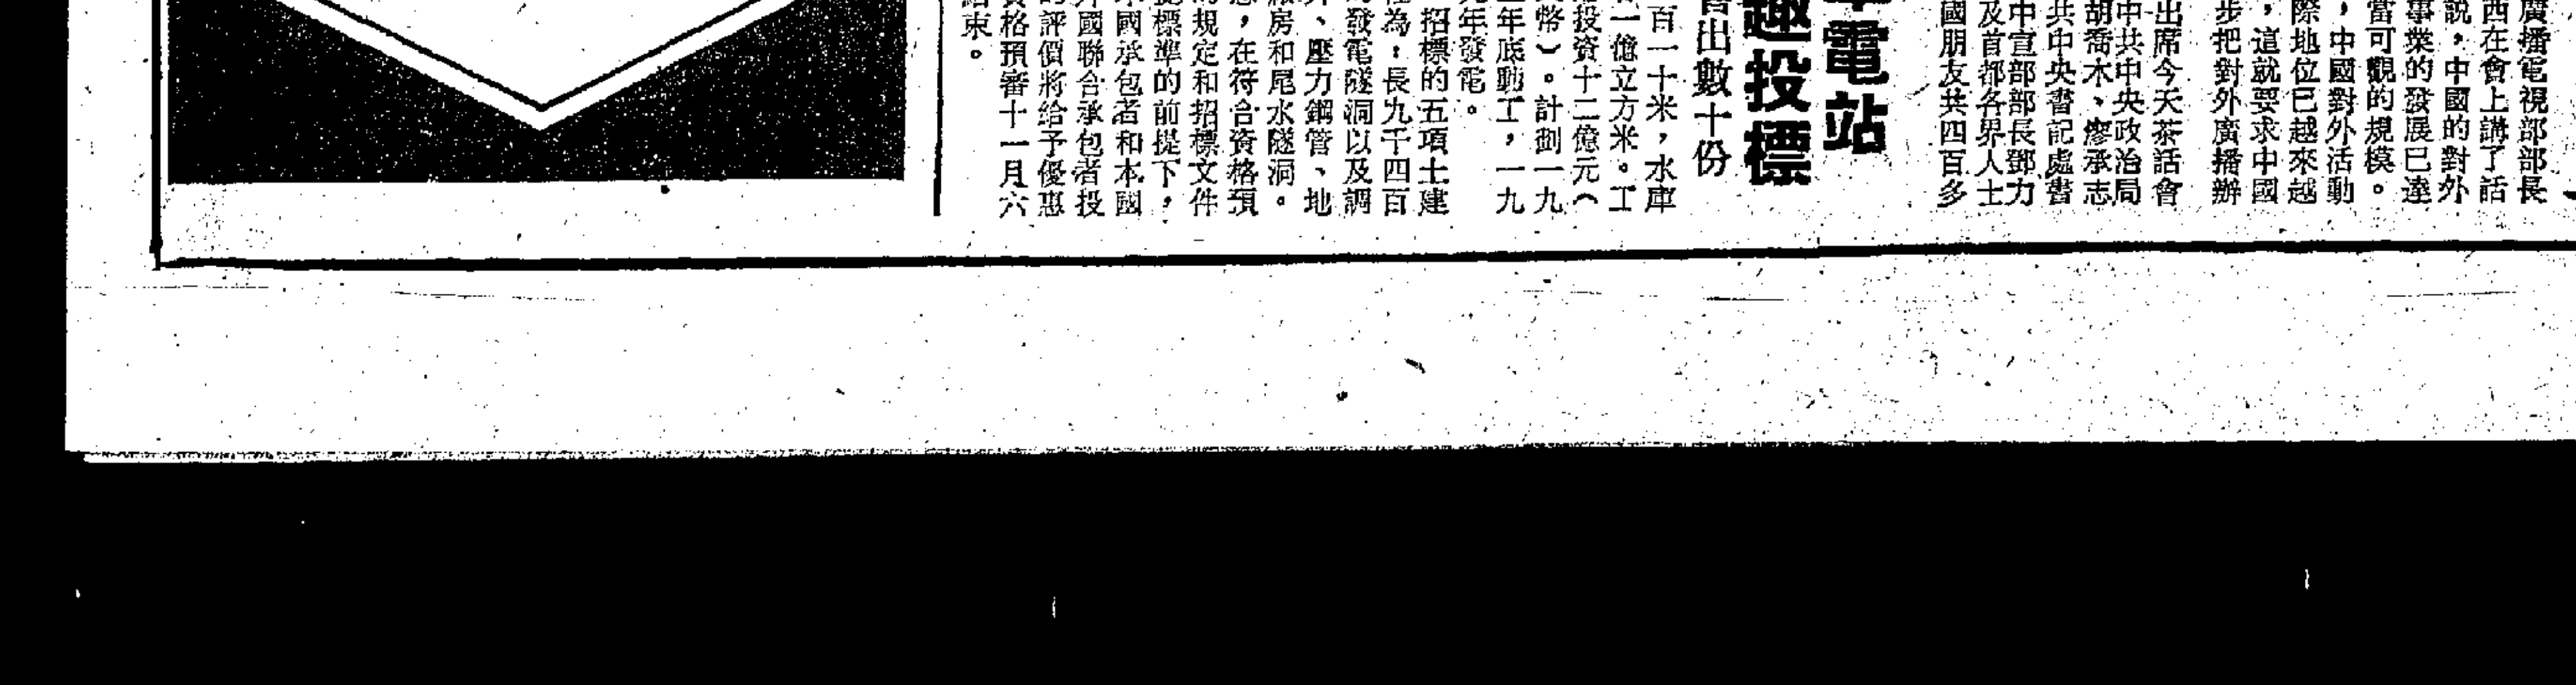 廣播電視部部長
西在會上講了話
說，中國的對外
事業的發展已達
當可觀的規模。
，中國對外活動
際地位已越來越
，這就要求中國
步把對外廣播辦
出席今天茶話會
中共中央政治局
胡喬木、廖承志
共中央書記處書
中宣部部長鄧力
及首都各界人士
國朋友共四百多
電站
趣投標
出數十份
百一十米，水庫
一億立方米。工
投資十二億元（
幣）。計劃一九
年底動工，一九
年發電。
招標的五項土建
為：長九千四百
發電隧洞以及調
、壓力鋼管、地
廠房和尾水隧洞。
，在符合資格預
規定和招標文件
標準的前提下，
國承包者和本國
國聯合承包者投
評價將給予優惠
資格預審十一月六
結束。